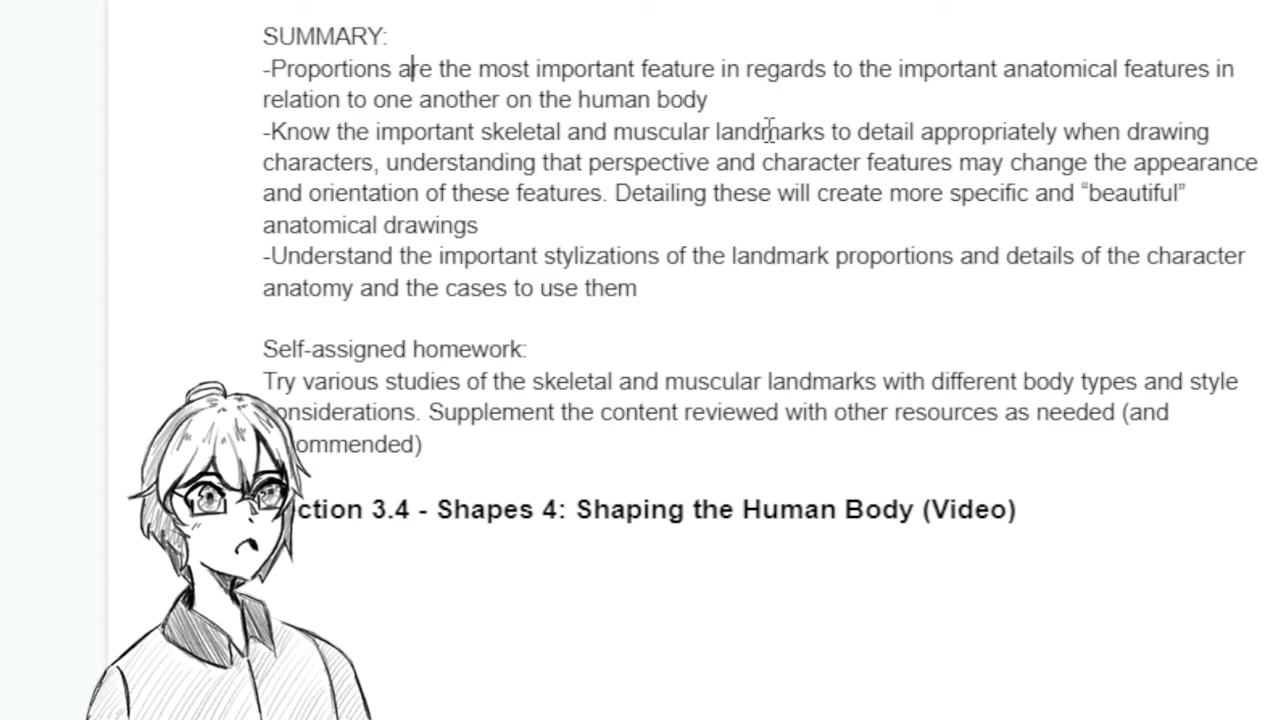 SUMMARY:
-Proportions are the most important feature in regards to the important anatomical features in
relation to one another on the human body
-Know the important skeletal and muscular landmarks to detail appropriately when drawing
characters, understanding that perspective and character features may change the appearance
and orientation of these features. Detailing these will create more specific and “beautiful”
anatomical drawings
-Understand the important stylizations of the landmark proportions and details of the character
anatomy and the cases to use them
Self-assigned homework:
Try various studies of the skeletal and muscular landmarks with different body types and style
onsiderations. Supplement the content reviewed with other resources as needed (and
ommended)
ction 3.4 - Shapes 4: Shaping the Human Body (Video)